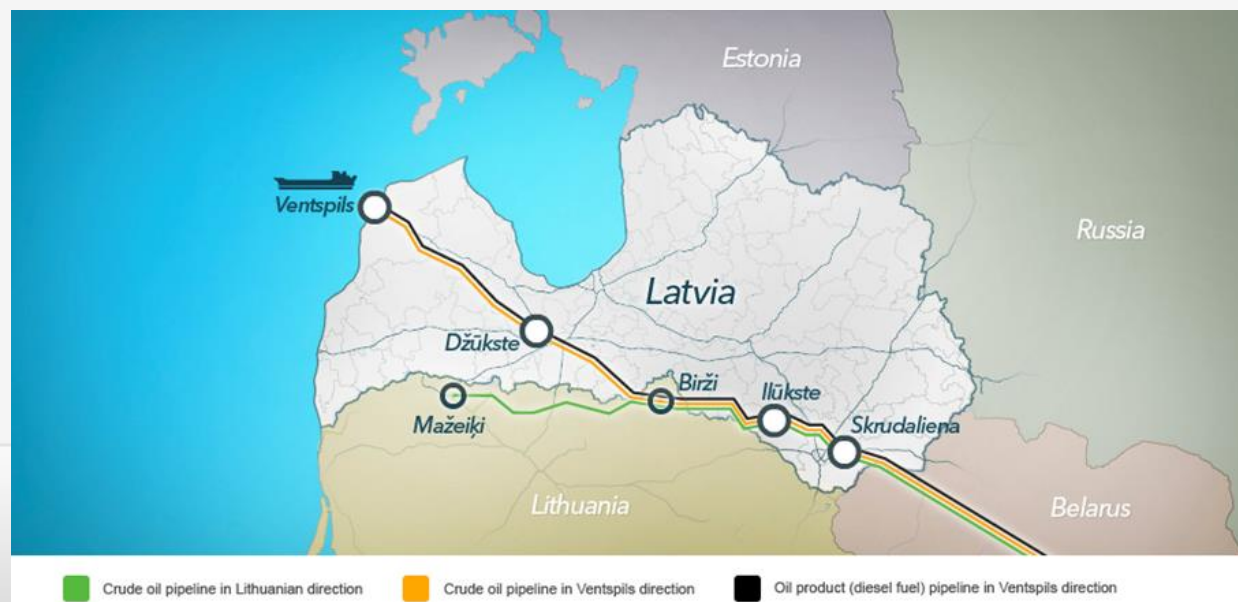 Estonia
Ventspils
Russia
Latvia
Džūkste
Birži
Ilūkste
Mažeiķi
Skrudaliena
Lithuania
Belarus
Crude oil pipeline in Lithuanian direction
Crude oil pipeline in Ventspils direction
Oil product (diesel fuel) pipeline in Ventspils direction